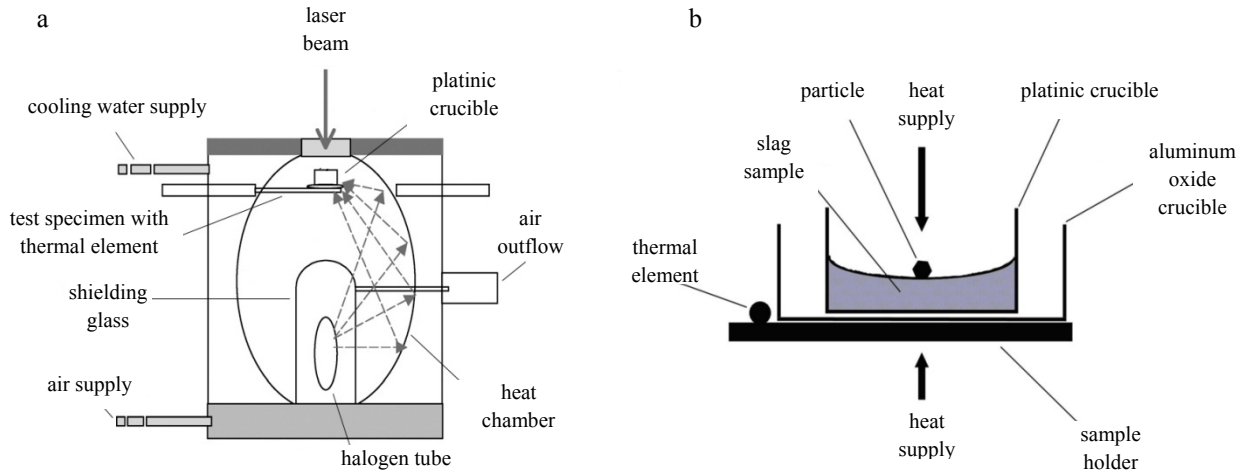 a
laser
beam
platinic
crucible
cooling water supply
test specimen with
thermal element
air
outflow
shielding
glass
air supply
heat
chamber
halogen tube
b
particle
heat
supply
platinic crucible
slag
sample
aluminum
oxide
crucible
thermal
element
heat
supply
sample
holder